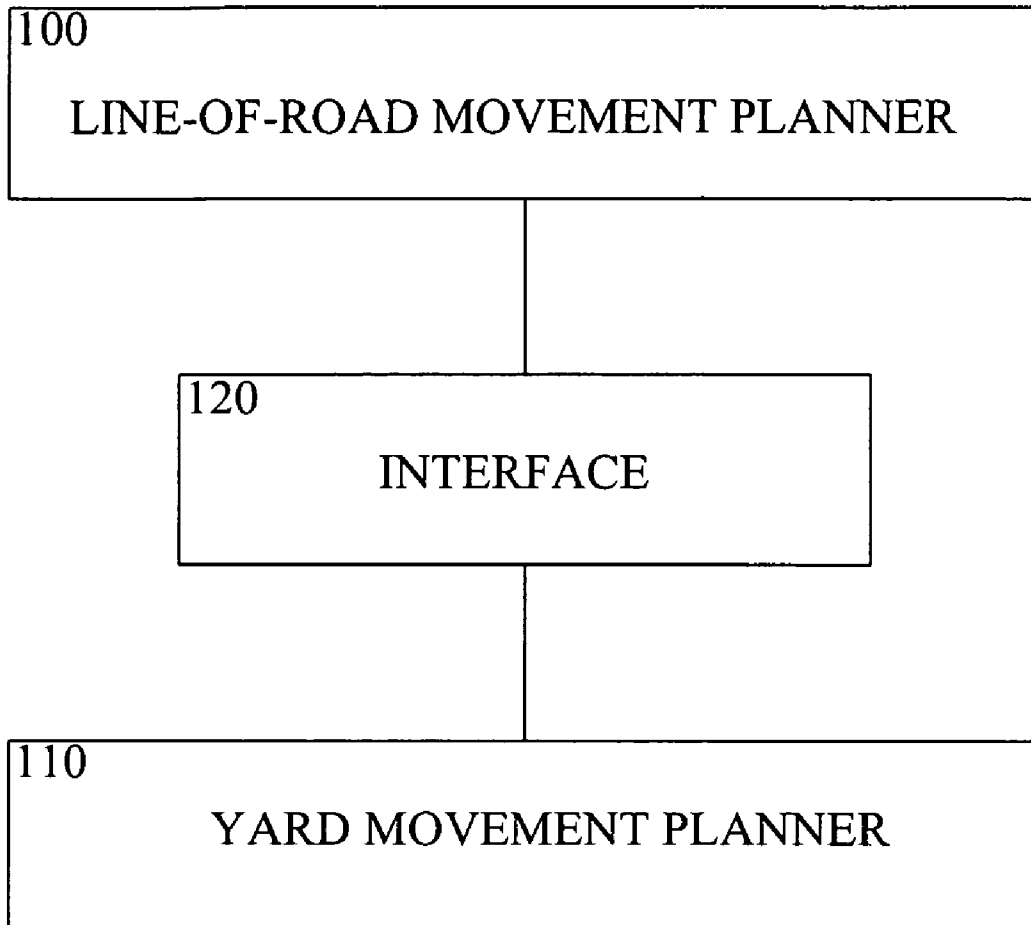 100
LINE-OF-ROAD MOVEMENT PLANNER
120
INTERFACE
110
YARD MOVEMENT PLANNER